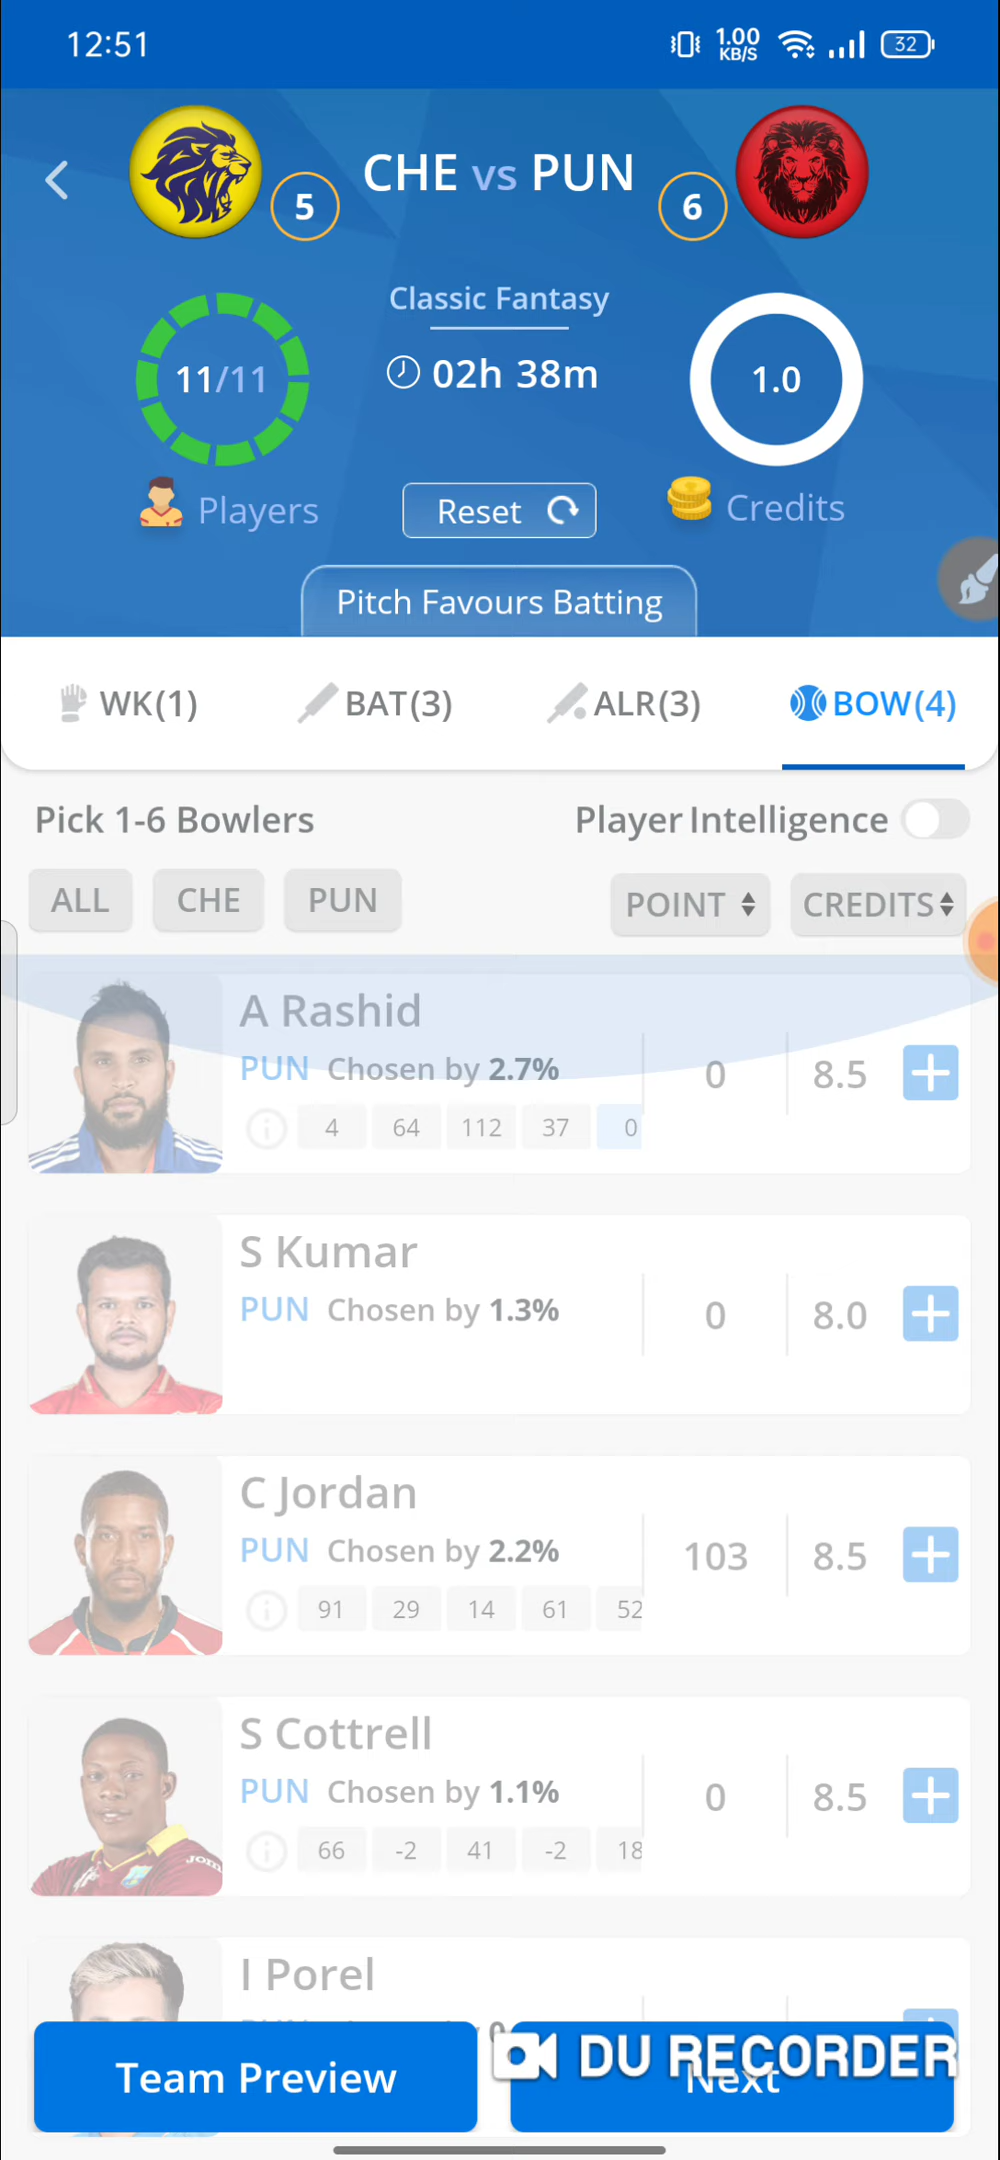 12:51
1.00 KB/S
32
CHE vs PUN
5
6
Classic Fantasy
11/11
02h 38m
1.0
Players
Reset
Credits
Pitch Favours Batting
WK(1)
BAT(3)
ALR(3)
BOW(4)
Pick 1-6 Bowlers
Player Intelligence
ALL
CHE
PUN
POINT
CREDITS
A Rashid
PUN Chosen by 2.7%
0
8.5
4 64 112 37 0
S Kumar
PUN Chosen by 1.3%
0
8.0
C Jordan
PUN Chosen by 2.2%
103
8.5
91 29 14 61 52
S Cottrell
PUN Chosen by 1.1%
0
8.5
66 -2 41 -2 18
JOM
I Porel
DU RECORDER
Team Preview
Next